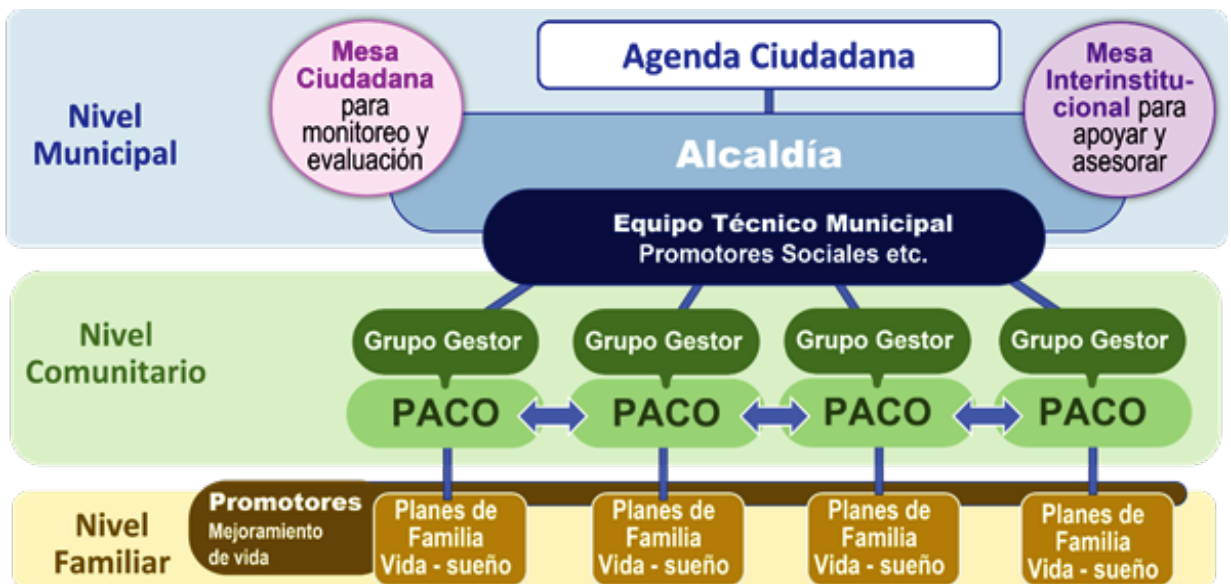 Nivel
Municipal
Mesa
Ciudadana
para
monitoreo y
evaluación
Agenda Ciudadana
Alcaldía
Mesa
Interinstitu-
cional para
apoyar y
asesorar
Equipo Técnico Municipal
Promotores Sociales etc.
Nivel
Comunitario
Grupo Gestor
Grupo Gestor
Grupo Gestor
Grupo Gestor
PACO
PACO
PACO
PACO
Nivel
Familiar
Promotores
Mejoramiento
de vida
Planes de
Familia
Vida - sueño
Planes de
Familia
Vida - sueño
Planes de
Familia
Vida - sueño
Planes de
Familia
Vida - sueño